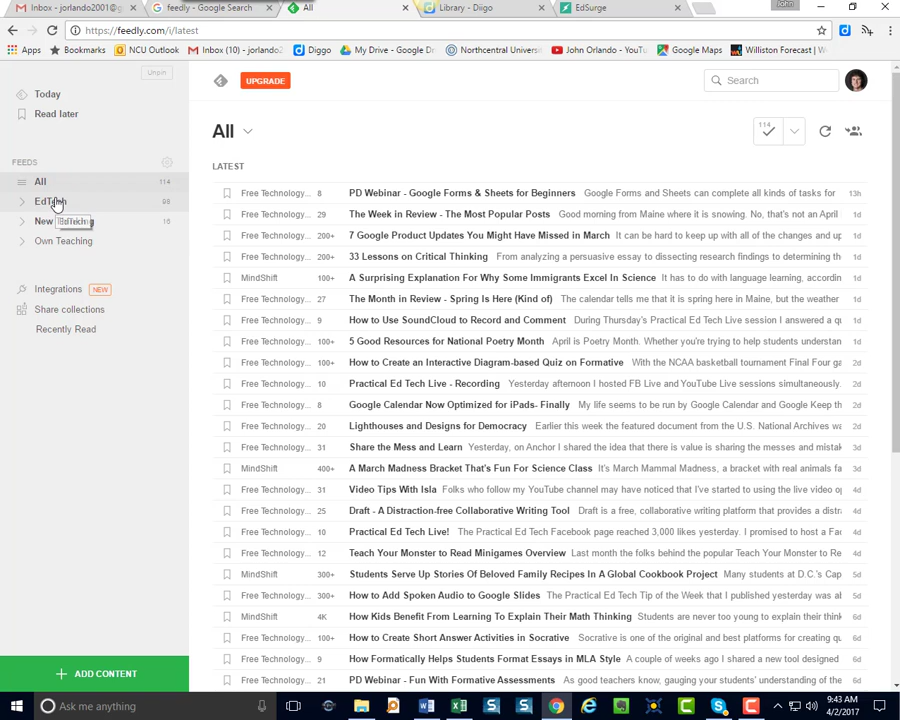 Inbox - jorlando2001@g
feedly - Google Search
All
Library - Diigo
EdSurge
John
https://feedly.com/i/latest
Apps
Bookmarks
NCU Outlook
Inbox (10) - jorlando2
Diggo
My Drive - Google Dr
Northcentral Univers
John Orlando - YouTu
Google Maps
Williston Forecast |
Unpin
Today
Read later
FEEDS
All 114
EdTech 98
New 16
Own Teaching
Integrations NEW
Share collections
Recently Read
ADD CONTENT
UPGRADE
Search
All
114
LATEST
Free Technology... 8 PD Webinar - Google Forms & Sheets for Beginners Google Forms and Sheets can complete all kinds of tasks for 13h
Free Technology... 29 The Week in Review - The Most Popular Posts Good morning from Maine where it is snowing. No, that's not an April 1d
Free Technology... 200+ 7 Google Product Updates You Might Have Missed in March It can be hard to keep up with all of the changes and up 1d
Free Technology... 200+ 33 Lessons on Critical Thinking From analyzing a persuasive essay to dissecting research findings to determining the 1d
MindShift 100+ A Surprising Explanation For Why Some Immigrants Excel In Science It has to do with language learning, accordin 1d
Free Technology... 27 The Month in Review - Spring Is Here (Kind of) The calendar tells me that it is spring here in Maine, but the weather 1d
Free Technology... 9 How to Use SoundCloud to Record and Comment During Thursday's Practical Ed Tech Live session I answered a qu 1d
Free Technology... 100+ 5 Good Resources for National Poetry Month April is Poetry Month. Whether you're trying to help students understan 1d
Free Technology... 100+ How to Create an Interactive Diagram-based Quiz on Formative With the NCAA basketball tournament Final Four ga 2d
Free Technology... 10 Practical Ed Tech Live - Recording Yesterday afternoon I hosted FB Live and YouTube Live sessions simultaneously. 2d
Free Technology... 8 Google Calendar Now Optimized for iPads- Finally My life seems to be run by Google Calendar and Google Keep th 2d
Free Technology... 20 Lighthouses and Designs for Democracy Earlier this week the featured document from the U.S. National Archives w 2d
Free Technology... 31 Share the Mess and Learn Yesterday, on Anchor I shared the idea that there is value is sharing the messes and mistak 3d
MindShift 400+ A March Madness Bracket That's Fun For Science Class It's March Mammal Madness, a bracket with real animals fa 3d
Free Technology... 31 Video Tips With Isla Folks who follow my YouTube channel may have noticed that I've started to using the live video op 4d
Free Technology... 25 Draft - A Distraction-free Collaborative Writing Tool Draft is a free, collaborative writing platform that provides a distra 4d
Free Technology... 10 Practical Ed Tech Live! The Practical Ed Tech Facebook page reached 3,000 likes yesterday. I promised to host a Fac 4d
Free Technology... 12 Teach Your Monster to Read Minigames Overview Last month the folks behind the popular Teach Your Monster to Re 4d
MindShift 300+ Students Serve Up Stories Of Beloved Family Recipes In A Global Cookbook Project Many students at D.C.'s Cap 5d
Free Technology... 300+ How to Add Spoken Audio to Google Slides The Practical Ed Tech Tip of the Week that I published yesterday was ab 5d
MindShift 4K How Kids Benefit From Learning To Explain Their Math Thinking Students are never too young to explain their thin 6d
Free Technology... 100+ How to Create Short Answer Activities in Socrative Socrative is one of the original and best platforms for creating qu 6d
Free Technology... 9 How Formatically Helps Students Format Essays in MLA Style A couple of weeks ago I shared a tool designed 6d
Free Technology... 21 PD Webinar - Fun With Formative Assessments As good teachers know, gauging your students' understanding of 6d
Ask me anything
9:43 AM
4/2/2017